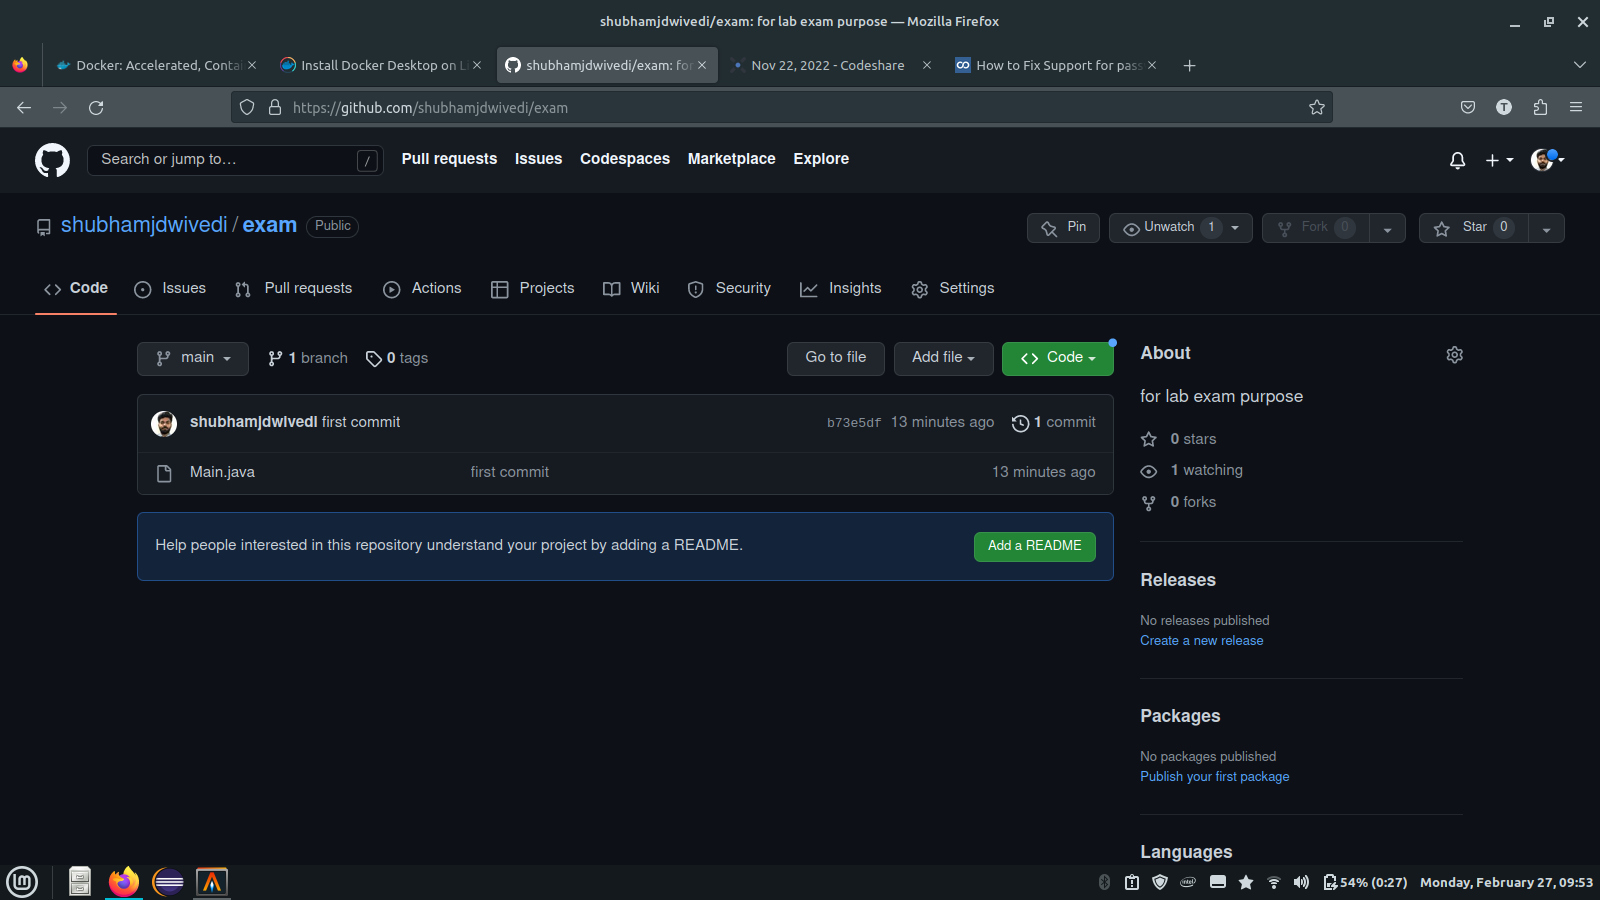 shubhamjdwivedi/exam: for lab exam purpose — Mozilla Firefox
Docker: Accelerated, Contai
Install Docker Desktop on Li
shubhamjdwivedi/exam: for
Nov 22, 2022 - Codeshare
How to Fix Support for pass
https://github.com/shubhamjdwivedi/exam
T
Search or jump to… /
Pull requests Issues Codespaces Marketplace Explore
shubhamjdwivedi / exam Public
Pin Unwatch 1 Fork 0 Star 0
Code Issues Pull requests Actions Projects Wiki Security Insights Settings
main 1 branch 0 tags Go to file Add file Code
shubhamjdwivedi first commit b73e5df 13 minutes ago 1 commit
Main.java first commit 13 minutes ago
Help people interested in this repository understand your project by adding a README. Add a README
About
for lab exam purpose
0 stars
1 watching
0 forks
Releases
No releases published
Create a new release
Packages
No packages published
Publish your first package
Languages
54% (0:27) Monday, February 27, 09:53